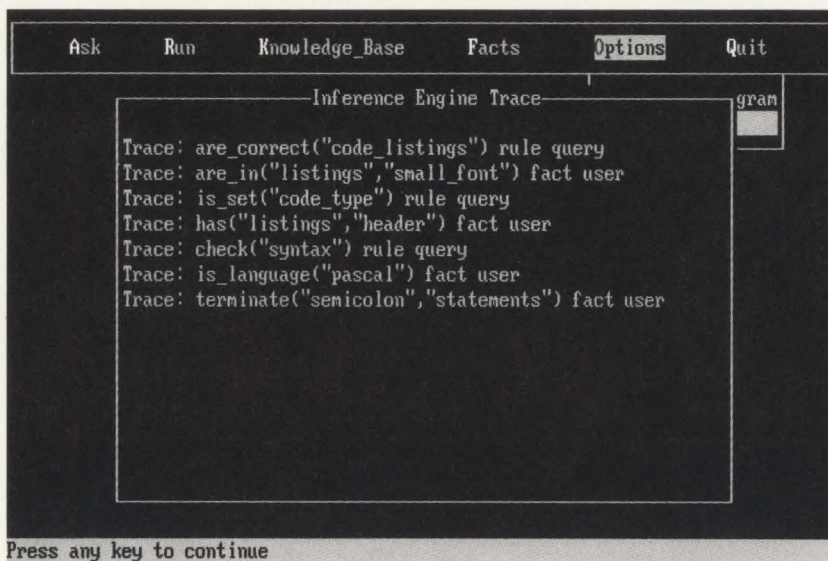 Ask Run Knowledge_Base Facts Options Quit
Inference Engine Trace
gram
Trace: are_correct("code_listings") rule query
Trace: are_in("listings","small_font") fact user
Trace: is_set("code_type") rule query
Trace: has("listings","header") fact user
Trace: check("syntax") rule query
Trace: is_language("pascal") fact user
Trace: terminate("semicolon","statements") fact user
Press any key to continue